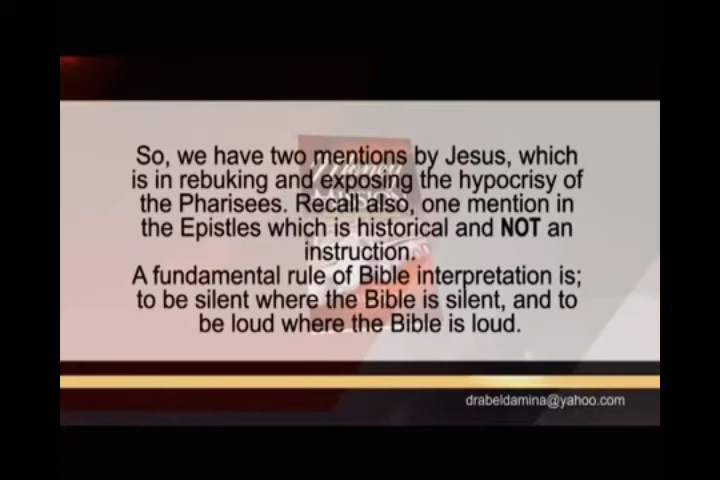 So, we have two mentions by Jesus, which
is in rebuking and exposing the hypocrisy of
the Pharisees. Recall also, one mention in
the Epistles which is historical and NOT an
instruction.
A fundamental rule of Bible interpretation is;
to be silent where the Bible is silent, and to
be loud where the Bible is loud.
drabeldamina@yahoo.com